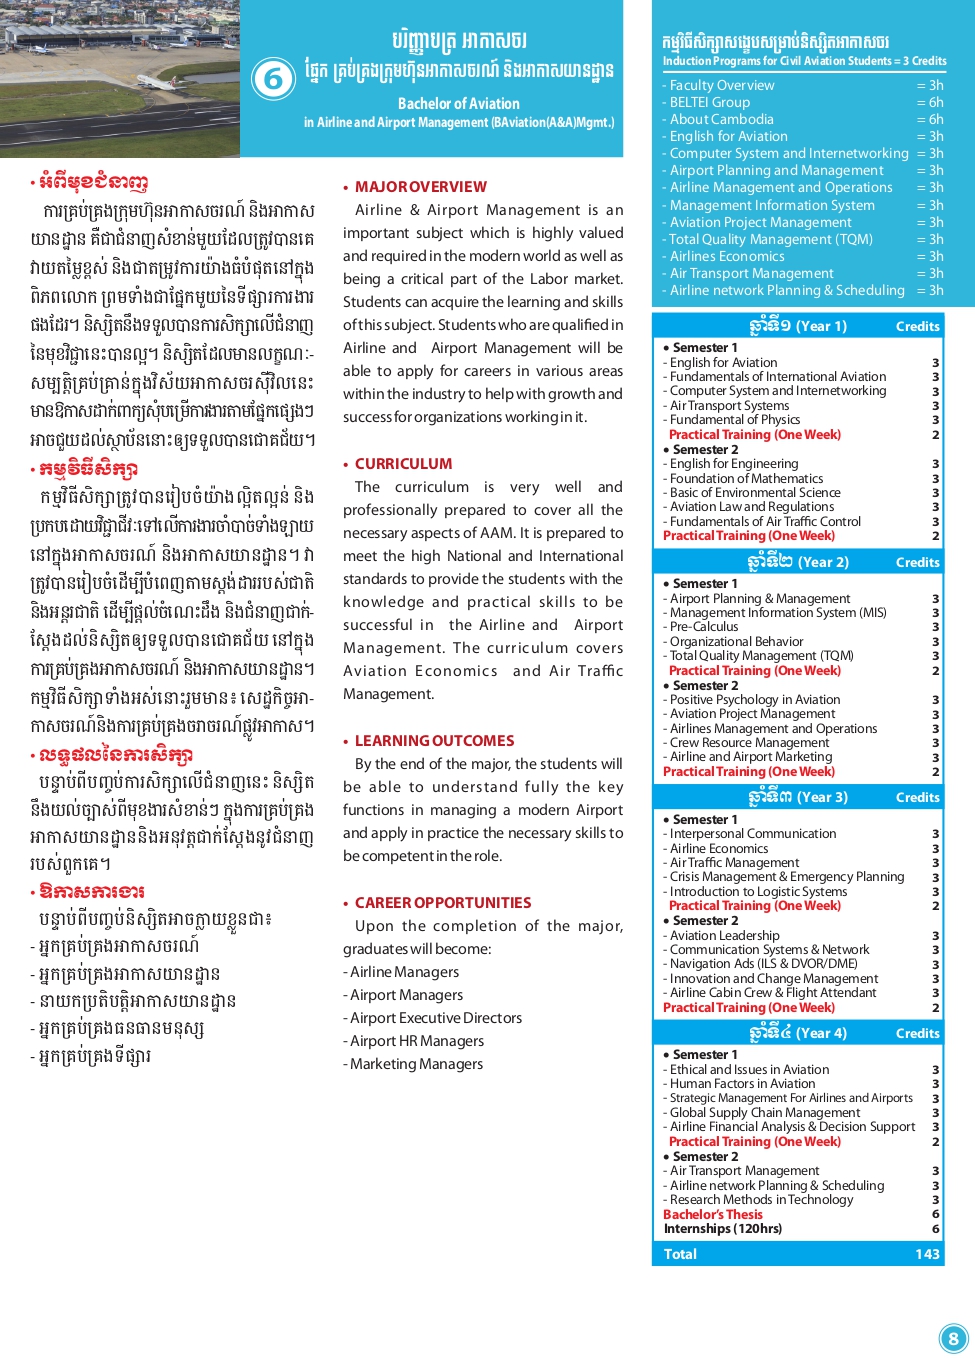 បរិញ្ញាបត្រ អាកាសចរ
6
ផ្នែក គ្រប់គ្រងក្រុមហ៊ុនអាកាសចរណ៍ និងអាកាសយានដ្ឋាន
Bachelor of Aviation
in Airline and Airport Management (BAviation(A&A)Mgmt.)
• អំពីមុខជំនាញ
ការគ្រប់គ្រងក្រុមហ៊ុនអាកាសចរណ៍ និងអាកាស
យានដ្ឋាន គឺជាជំនាញសំខាន់មួយដែលត្រូវបានគេ
វាយតម្លៃខ្ពស់ និងជាតម្រូវការយ៉ាងធំបំផុតនៅក្នុង
ពិភពលោក ព្រមទាំងជាផ្នែកមួយនៃទីផ្សារការងារ
ផងដែរ។ និស្សិតនឹងទទួលបានការសិក្សាលើជំនាញ
នៃមុខវិជ្ជានេះបានល្អ។ និស្សិតដែលមានលក្ខណៈ-
សម្បត្តិគ្រប់គ្រាន់ក្នុងវិស័យអាកាសចរស៊ីវិលនេះ
មានឱកាសដាក់ពាក្យសុំបម្រើការងារតាមផ្នែកផ្សេងៗ
អាចជួយដល់ស្ថាប័ននោះឲ្យទទួលបានជោគជ័យ។
• កម្មវិធីសិក្សា
កម្មវិធីសិក្សាត្រូវបានរៀបចំយ៉ាងល្អិតល្អន់ និង
ប្រកបដោយវិជ្ជាជីវៈទៅលើការងារចាំបាច់ទាំងឡាយ
នៅក្នុងអាកាសចរណ៍ និងអាកាសយានដ្ឋាន។ វា
ត្រូវបានរៀបចំដើម្បីបំពេញតាមស្តង់ដាររបស់ជាតិ
និងអន្តរជាតិ ដើម្បីផ្តល់ចំណេះដឹង និងជំនាញជាក់-
ស្តែងដល់និស្សិតឲ្យទទួលបានជោគជ័យ នៅក្នុង
ការគ្រប់គ្រងអាកាសចរណ៍ និងអាកាសយានដ្ឋាន។
កម្មវិធីសិក្សាទាំងអស់នោះរួមមាន៖ សេដ្ឋកិច្ចអា-
កាសចរណ៍និងការគ្រប់គ្រងចរាចរណ៍ផ្លូវអាកាស។
• លទ្ធផលនៃការសិក្សា
បន្ទាប់ពីបញ្ចប់ការសិក្សាលើជំនាញនេះ និស្សិត
នឹងយល់ច្បាស់ពីមុខងារសំខាន់ៗ ក្នុងការគ្រប់គ្រង
អាកាសយានដ្ឋាននិងអនុវត្តជាក់ស្តែងនូវជំនាញ
របស់ពួកគេ។
• ឱកាសការងារ
បន្ទាប់ពីបញ្ចប់និស្សិតអាចក្លាយខ្លួនជា៖
- អ្នកគ្រប់គ្រងអាកាសចរណ៍
- អ្នកគ្រប់គ្រងអាកាសយានដ្ឋាន
- នាយកប្រតិបត្តិអាកាសយានដ្ឋាន
- អ្នកគ្រប់គ្រងធនធានមនុស្ស
- អ្នកគ្រប់គ្រងទីផ្សារ
• MAJOR OVERVIEW
Airline & Airport Management is an
important subject which is highly valued
and required in the modern world as well as
being a critical part of the Labor market.
Students can acquire the learning and skills
of this subject. Students who are qualified in
Airline and Airport Management will be
able to apply for careers in various areas
within the industry to help with growth and
success for organizations working in it.
• CURRICULUM
The curriculum is very well and
professionally prepared to cover all the
necessary aspects of AAM. It is prepared to
meet the high National and International
standards to provide the students with the
knowledge and practical skills to be
successful in the Airline and Airport
Management. The curriculum covers
Aviation Economics and Air Traffic
Management.
• LEARNING OUTCOMES
By the end of the major, the students will
be able to understand fully the key
functions in managing a modern Airport
and apply in practice the necessary skills to
be competent in the role.
• CAREER OPPORTUNITIES
Upon the completion of the major,
graduates will become:
- Airline Managers
- Airport Managers
- Airport Executive Directors
- Airport HR Managers
- Marketing Managers
កម្មវិធីសិក្សាសង្ខេបសម្រាប់និស្សិតអាកាសចរ
Induction Programs for Civil Aviation Students = 3 Credits
- Faculty Overview = 3h
- BELTEI Group = 6h
- About Cambodia = 6h
- English for Aviation = 3h
- Computer System and Internetworking = 3h
- Airport Planning and Management = 3h
- Airline Management and Operations = 3h
- Management Information System = 3h
- Aviation Project Management = 3h
- Total Quality Management (TQM) = 3h
- Airlines Economics = 3h
- Air Transport Management = 3h
- Airline network Planning & Scheduling = 3h
ឆ្នាំទី១ (Year 1) Credits
• Semester 1
- English for Aviation 3
- Fundamentals of International Aviation 3
- Computer System and Internetworking 3
- Air Transport Systems 3
- Fundamental of Physics 3
Practical Training (One Week) 2
• Semester 2
- English for Engineering 3
- Foundation of Mathematics 3
- Basic of Environmental Science 3
- Aviation Law and Regulations 3
- Fundamentals of Air Traffic Control 3
Practical Training (One Week) 2
ឆ្នាំទី២ (Year 2) Credits
• Semester 1
- Airport Planning & Management 3
- Management Information System (MIS) 3
- Pre-Calculus 3
- Organizational Behavior 3
- Total Quality Management (TQM) 3
Practical Training (One Week) 2
• Semester 2
- Positive Psychology in Aviation 3
- Aviation Project Management 3
- Airlines Management and Operations 3
- Crew Resource Management 3
- Airline and Airport Marketing 3
Practical Training (One Week) 2
ឆ្នាំទី៣ (Year 3) Credits
• Semester 1
- Interpersonal Communication 3
- Airline Economics 3
- Air Traffic Management 3
- Crisis Management & Emergency Planning 3
- Introduction to Logistic Systems 3
Practical Training (One Week) 2
• Semester 2
- Aviation Leadership 3
- Communication Systems & Network 3
- Navigation Ads (ILS & DVOR/DME) 3
- Innovation and Change Management 3
- Airline Cabin Crew & Flight Attendant 3
Practical Training (One Week) 2
ឆ្នាំទី៤ (Year 4) Credits
• Semester 1
- Ethical and Issues in Aviation 3
- Human Factors in Aviation 3
- Strategic Management For Airlines and Airports 3
- Global Supply Chain Management 3
- Airline Financial Analysis & Decision Support 3
Practical Training (One Week) 2
• Semester 2
- Air Transport Management 3
- Airline network Planning & Scheduling 3
- Research Methods in Technology 3
Bachelor's Thesis 6
Internships (120hrs) 6
Total 143
8